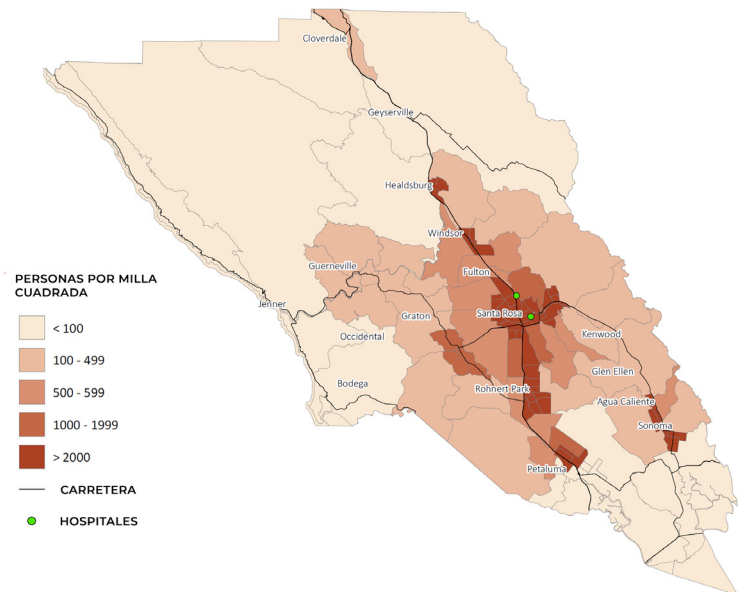 Cloverdale
Geyserville
Healdsburg
Windsor
Guerneville
Fulton
PERSONAS POR MILLA
CUADRADA
Jenner
Graton
Santa Rosa
< 100
Occidental
Kenwood
100 - 499
Glen Ellen
Bodega
Rohnert Park
500 - 599
Agua Caliente
1000 - 1999
Sonoma
> 2000
Petaluma
CARRETERA
HOSPITALES